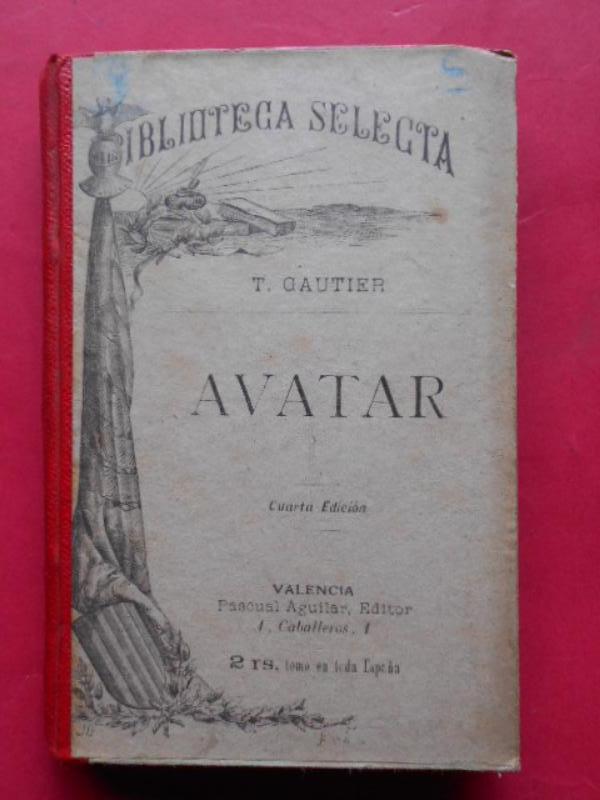 BIBLIOTECA SELECTA
T. GAUTIER
AVATAR
Cuarta Edición
VALENCIA
Pascual Aguilar, Editor
1, Caballeros, 1
2 rs. tomo en toda España